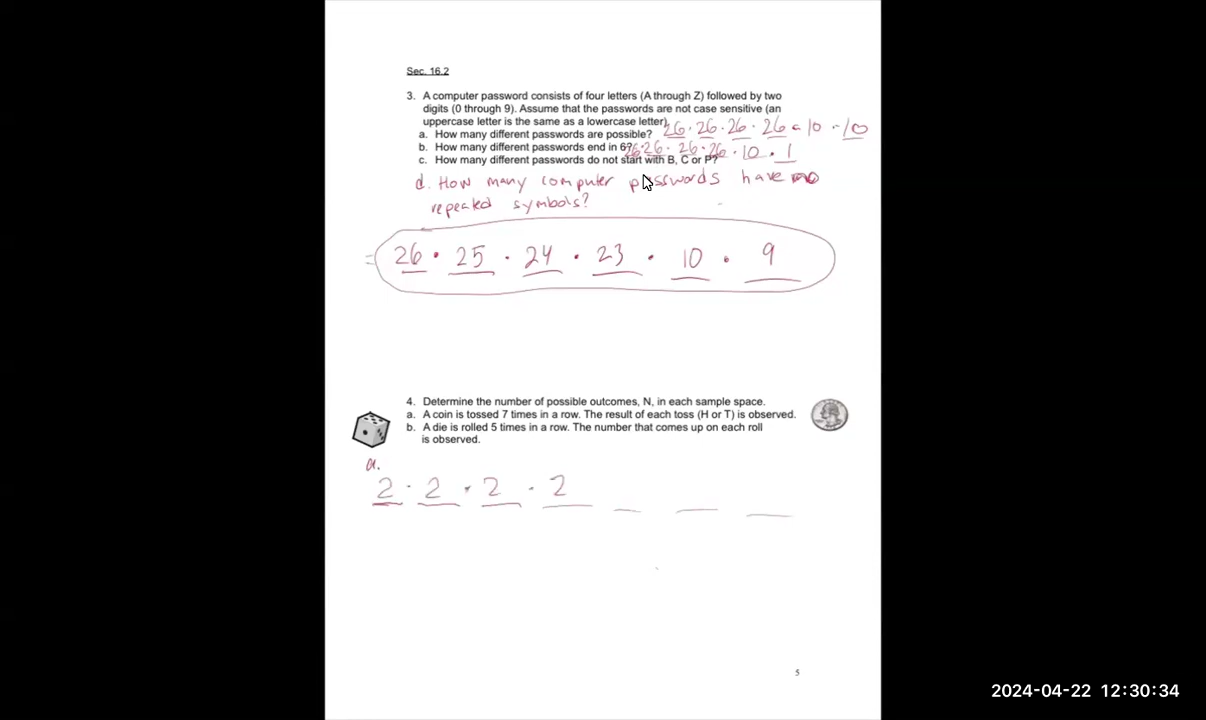 Sec. 16.2
3. A computer password consists of four letters (A through Z) followed by two
digits (0 through 9). Assume that the passwords are not case sensitive (an
uppercase letter is the same as a lowercase letter).
a. How many different passwords are possible? 26 · 26 · 26 · 26 · 10 · 10
b. How many different passwords end in 6? 26 · 26 · 26 · 26 · 10 · 1
c. How many different passwords do not start with B, C or P?
d. How many computer passwords have no
repeated symbols?
= 26 · 25 · 24 · 23 · 10 · 9
4. Determine the number of possible outcomes, N, in each sample space.
a. A coin is tossed 7 times in a row. The result of each toss (H or T) is observed.
b. A die is rolled 5 times in a row. The number that comes up on each roll
is observed.
a.
2 · 2 · 2 · 2
5
2024-04-22 12:30:34